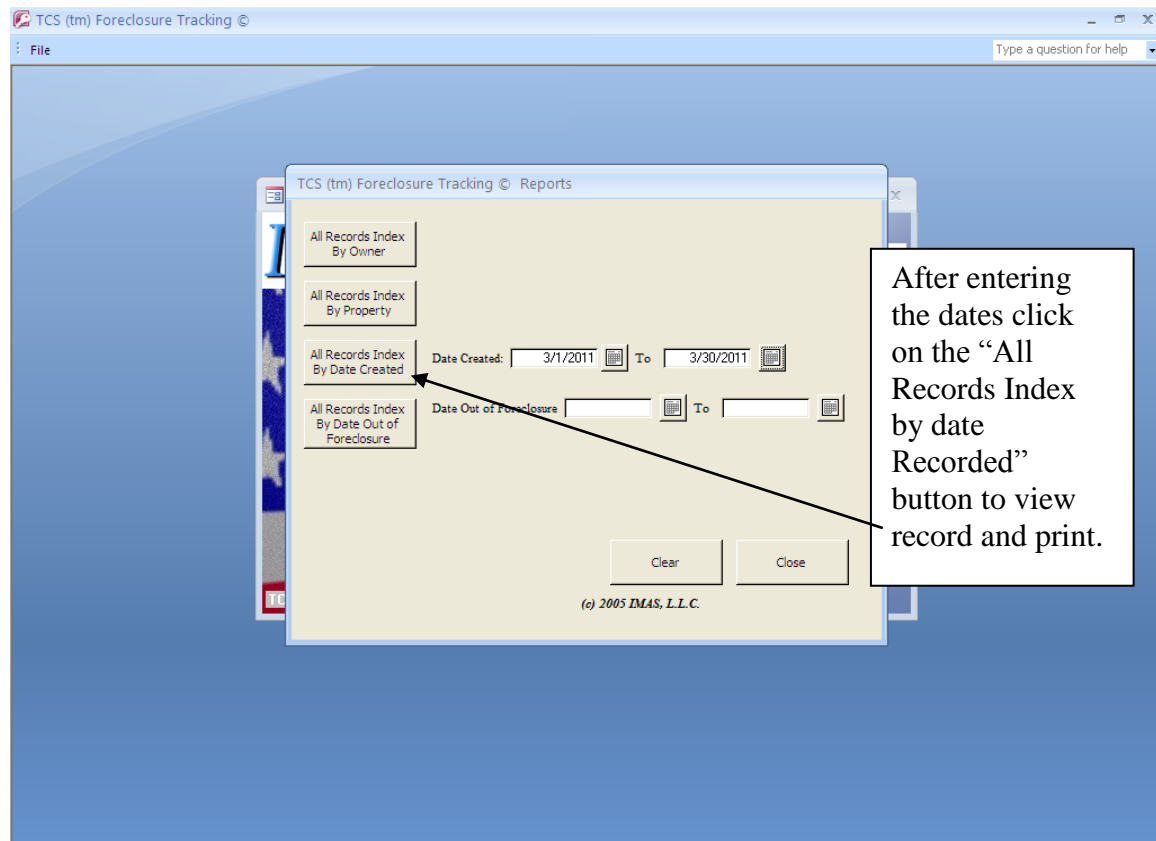 TCS (tm) Foreclosure Tracking ©
File
Type a question for help
TCS (tm) Foreclosure Tracking © Reports
All Records Index
By Owner
All Records Index
By Property
All Records Index
By Date Created
Date Created: 3/1/2011 To 3/30/2011
All Records Index
By Date Out of
Foreclosure
Date Out of Foreclosure To
Clear
Close
(c) 2005 IMAS, L.L.C.
After entering
the dates click
on the “All
Records Index
by date
Recorded”
button to view
record and print.